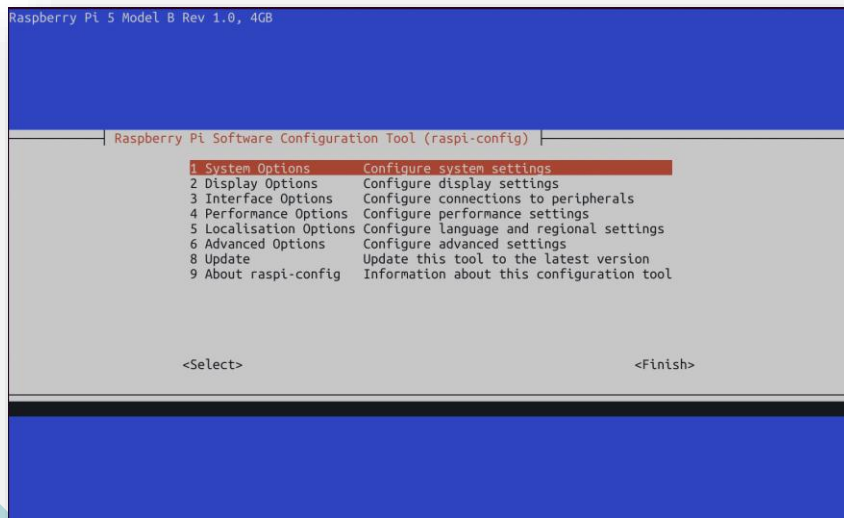 Raspberry Pi 5 Model B Rev 1.0, 4GB
Raspberry Pi Software Configuration Tool (raspi-config)
1 System Options Configure system settings
2 Display Options Configure display settings
3 Interface Options Configure connections to peripherals
4 Performance Options Configure performance settings
5 Localisation Options Configure language and regional settings
6 Advanced Options Configure advanced settings
8 Update Update this tool to the latest version
9 About raspi-config Information about this configuration tool
<Select> <Finish>